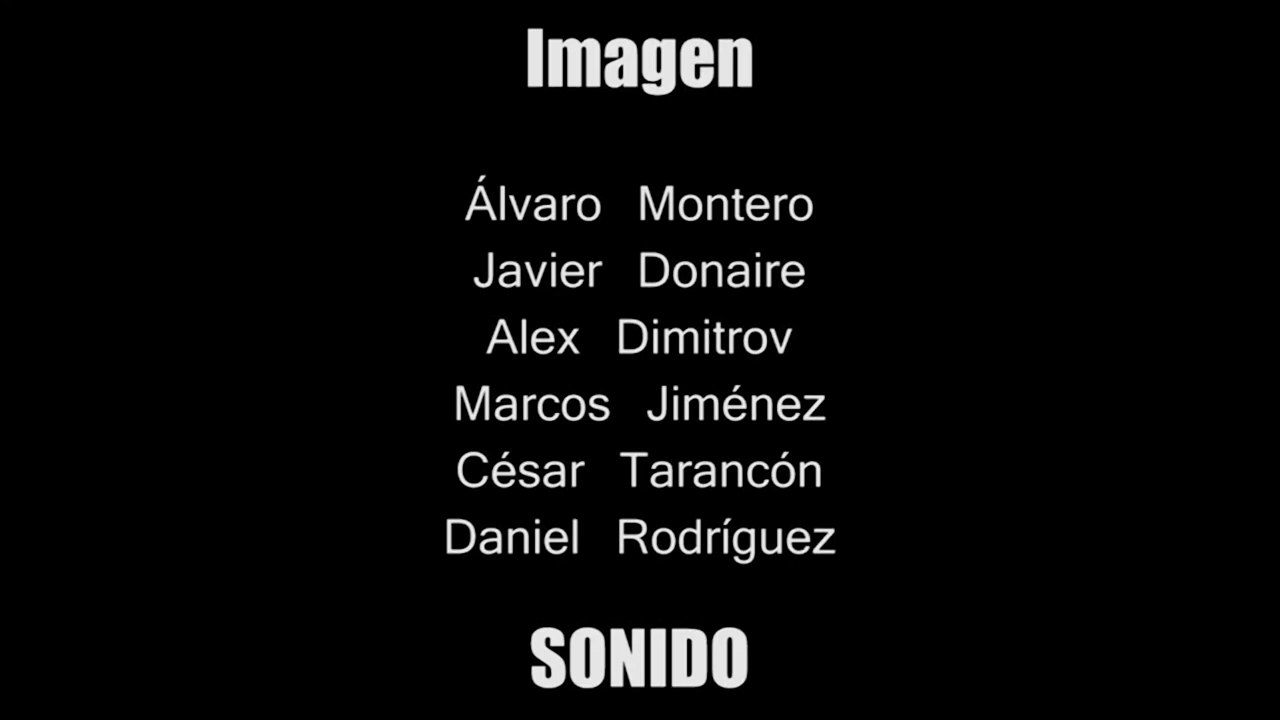 Imagen
Álvaro Montero
Javier Donaire
Alex Dimitrov
Marcos Jiménez
César Tarancón
Daniel Rodríguez
SONIDO